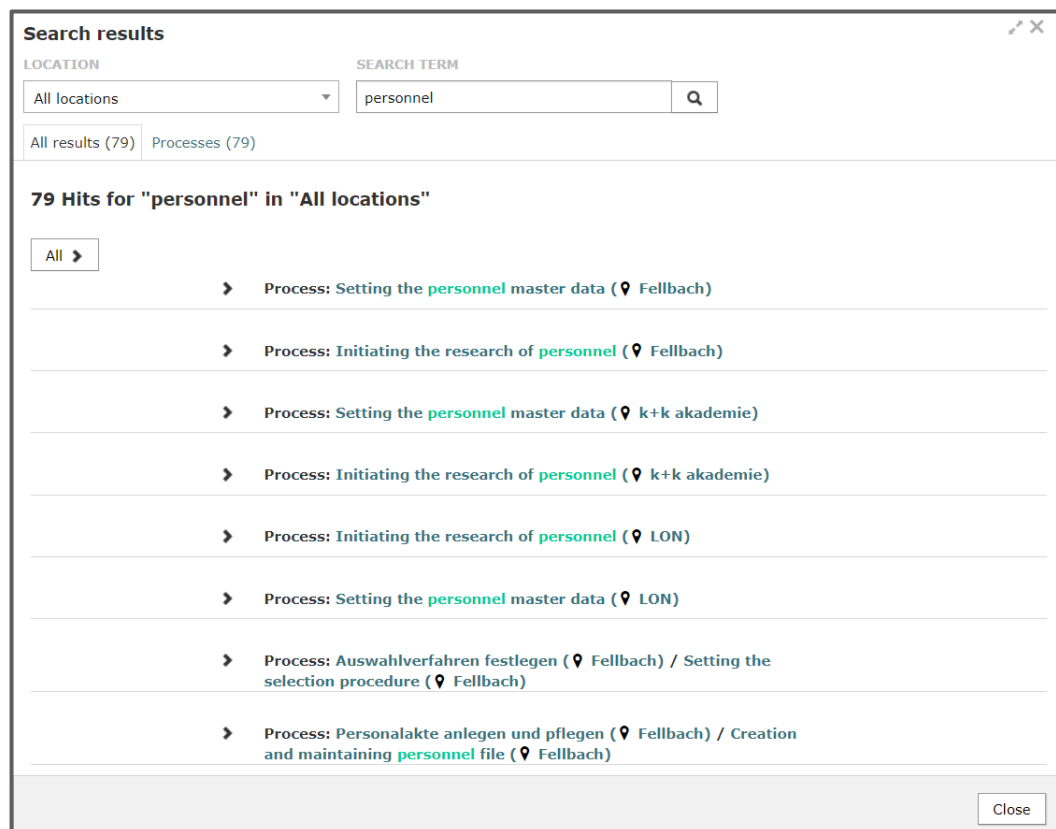 Search results
LOCATION SEARCH TERM
All locations personnel
All results (79) Processes (79)
79 Hits for "personnel" in "All locations"
All
Process: Setting the personnel master data ( Fellbach)
Process: Initiating the research of personnel ( Fellbach)
Process: Setting the personnel master data ( k+k akademie)
Process: Initiating the research of personnel ( k+k akademie)
Process: Initiating the research of personnel ( LON)
Process: Setting the personnel master data ( LON)
Process: Auswahlverfahren festlegen ( Fellbach) / Setting the
selection procedure ( Fellbach)
Process: Personalakte anlegen und pflegen ( Fellbach) / Creation
and maintaining personnel file ( Fellbach)
Close